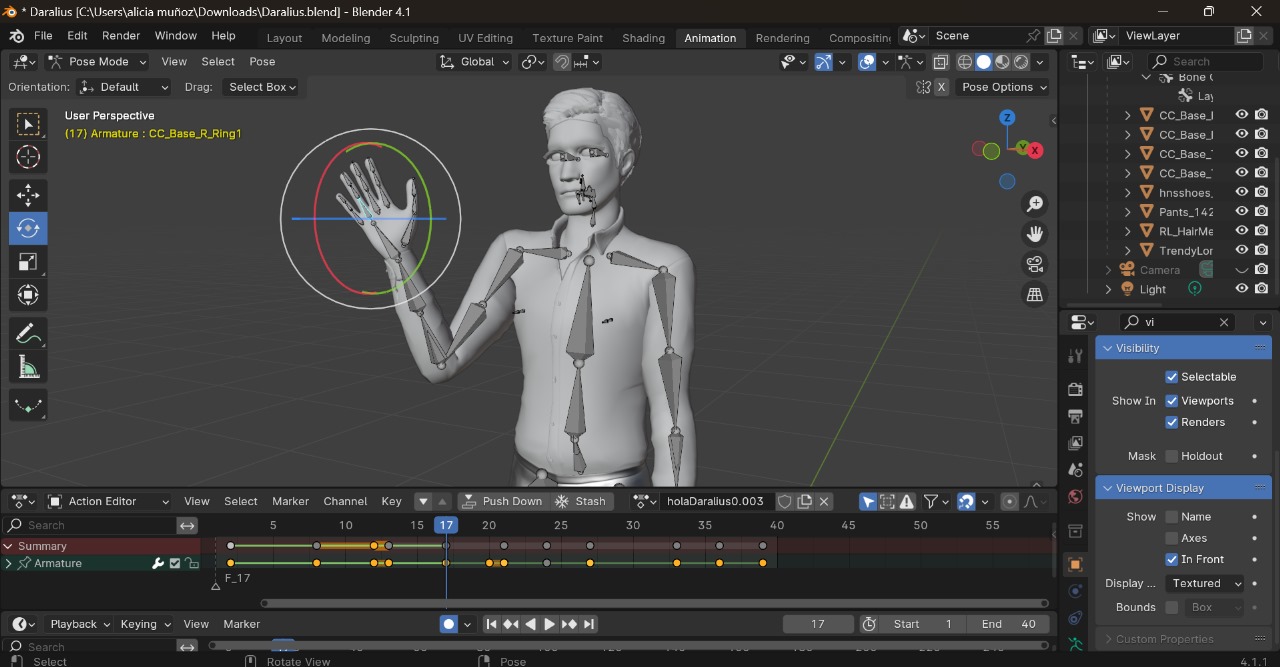 * Daralius [C:\Users\alicia muñoz\Downloads\Daralius.blend] - Blender 4.1
File Edit Render Window Help Layout Modeling Sculpting UV Editing Texture Paint Shading Animation Rendering Compositing Scene ViewLayer
Pose Mode View Select Pose Global Search
Orientation: Default Drag: Select Box X Pose Options
User Perspective
(17) Armature : CC_Base_R_Ring1
Z
Y
X
Bone
Lay
CC_Base_
CC_Base_
CC_Base_
CC_Base_
hnsshoes_
Pants_142
RL_HairMe
TrendyLor
Camera
Light
vi
Visibility
Selectable
Show In Viewports
Renders
Mask Holdout
Viewport Display
Show Name
Axes
In Front
Display ... Textured
Bounds Box
Custom Properties
Action Editor View Select Marker Channel Key Push Down Stash holaDaralius0.003
Search 5 10 15 17 20 25 30 35 40 45 50 55
Summary
Armature
F_17
Playback Keying View Marker 17 Start 1 End 40
Search
Select Rotate View Pose 4.1.1